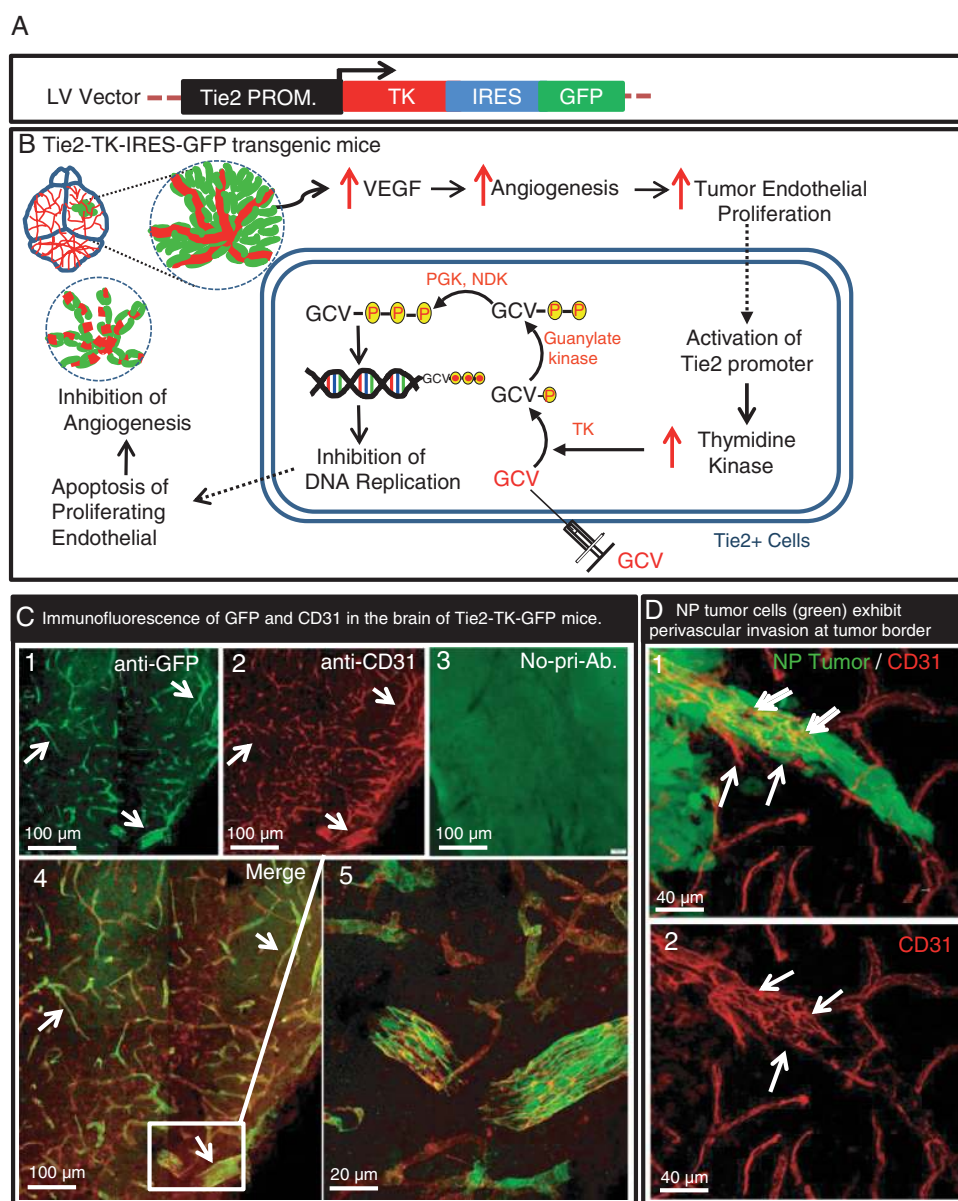 A
LV Vector
Tie2 PROM.
TK
IRES
GFP
B Tie2-TK-IRES-GFP transgenic mice
VEGF
Angiogenesis
Tumor Endothelial
Proliferation
PGK, NDK
GCV-P-P-P
GCV-P-P
Guanylate
kinase
GCV
GCV-P
Activation of
Tie2 promoter
Inhibition of
Angiogenesis
TK
Thymidine
Kinase
Inhibition of
DNA Replication
GCV
Apoptosis of
Proliferating
Endothelial
Tie2+ Cells
GCV
C Immunofluorescence of GFP and CD31 in the brain of Tie2-TK-GFP mice.
1
anti-GFP
100 µm
2
anti-CD31
100 µm
3
No-pri-Ab.
100 µm
4
Merge
100 µm
5
20 µm
D NP tumor cells (green) exhibit
perivascular invasion at tumor border
1
NP Tumor / CD31
40 µm
2
CD31
40 µm